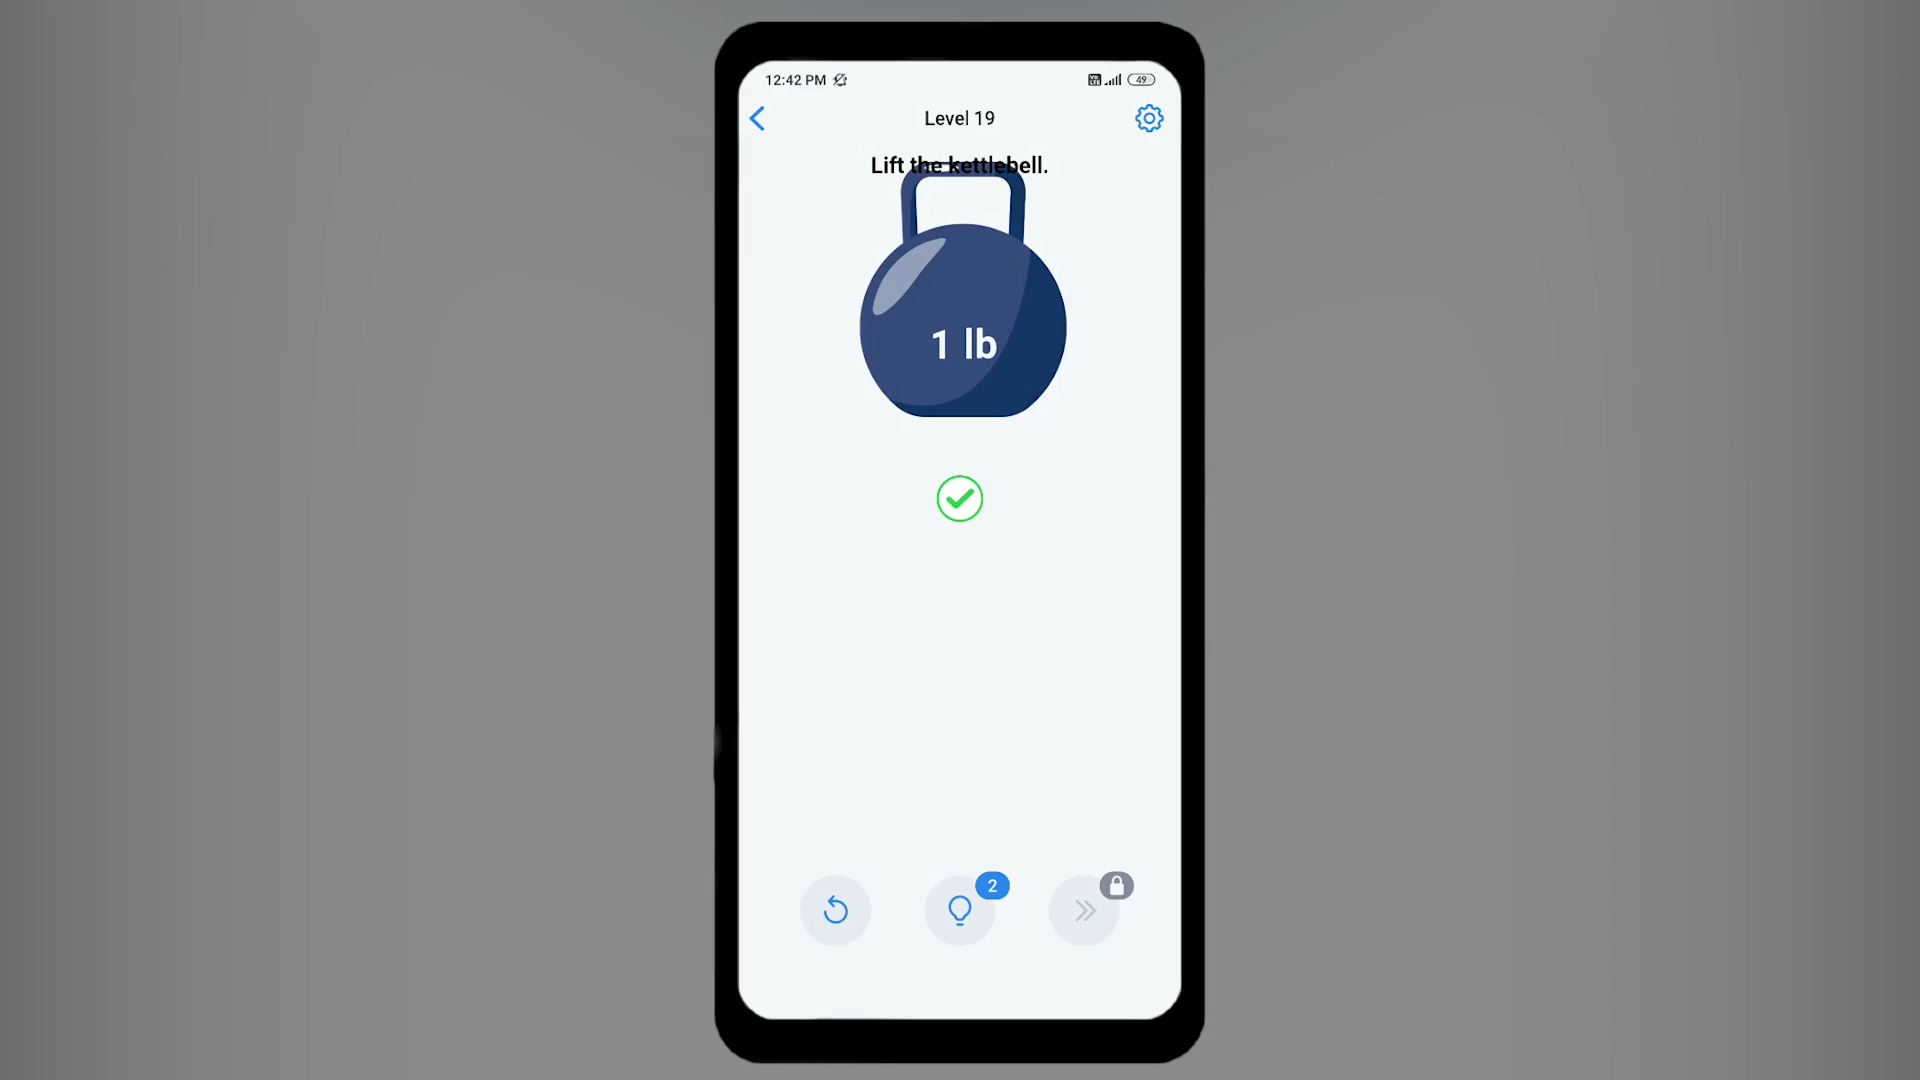 12:42 PM
49
Level 19
Lift the kettlebell.
1 lb
2